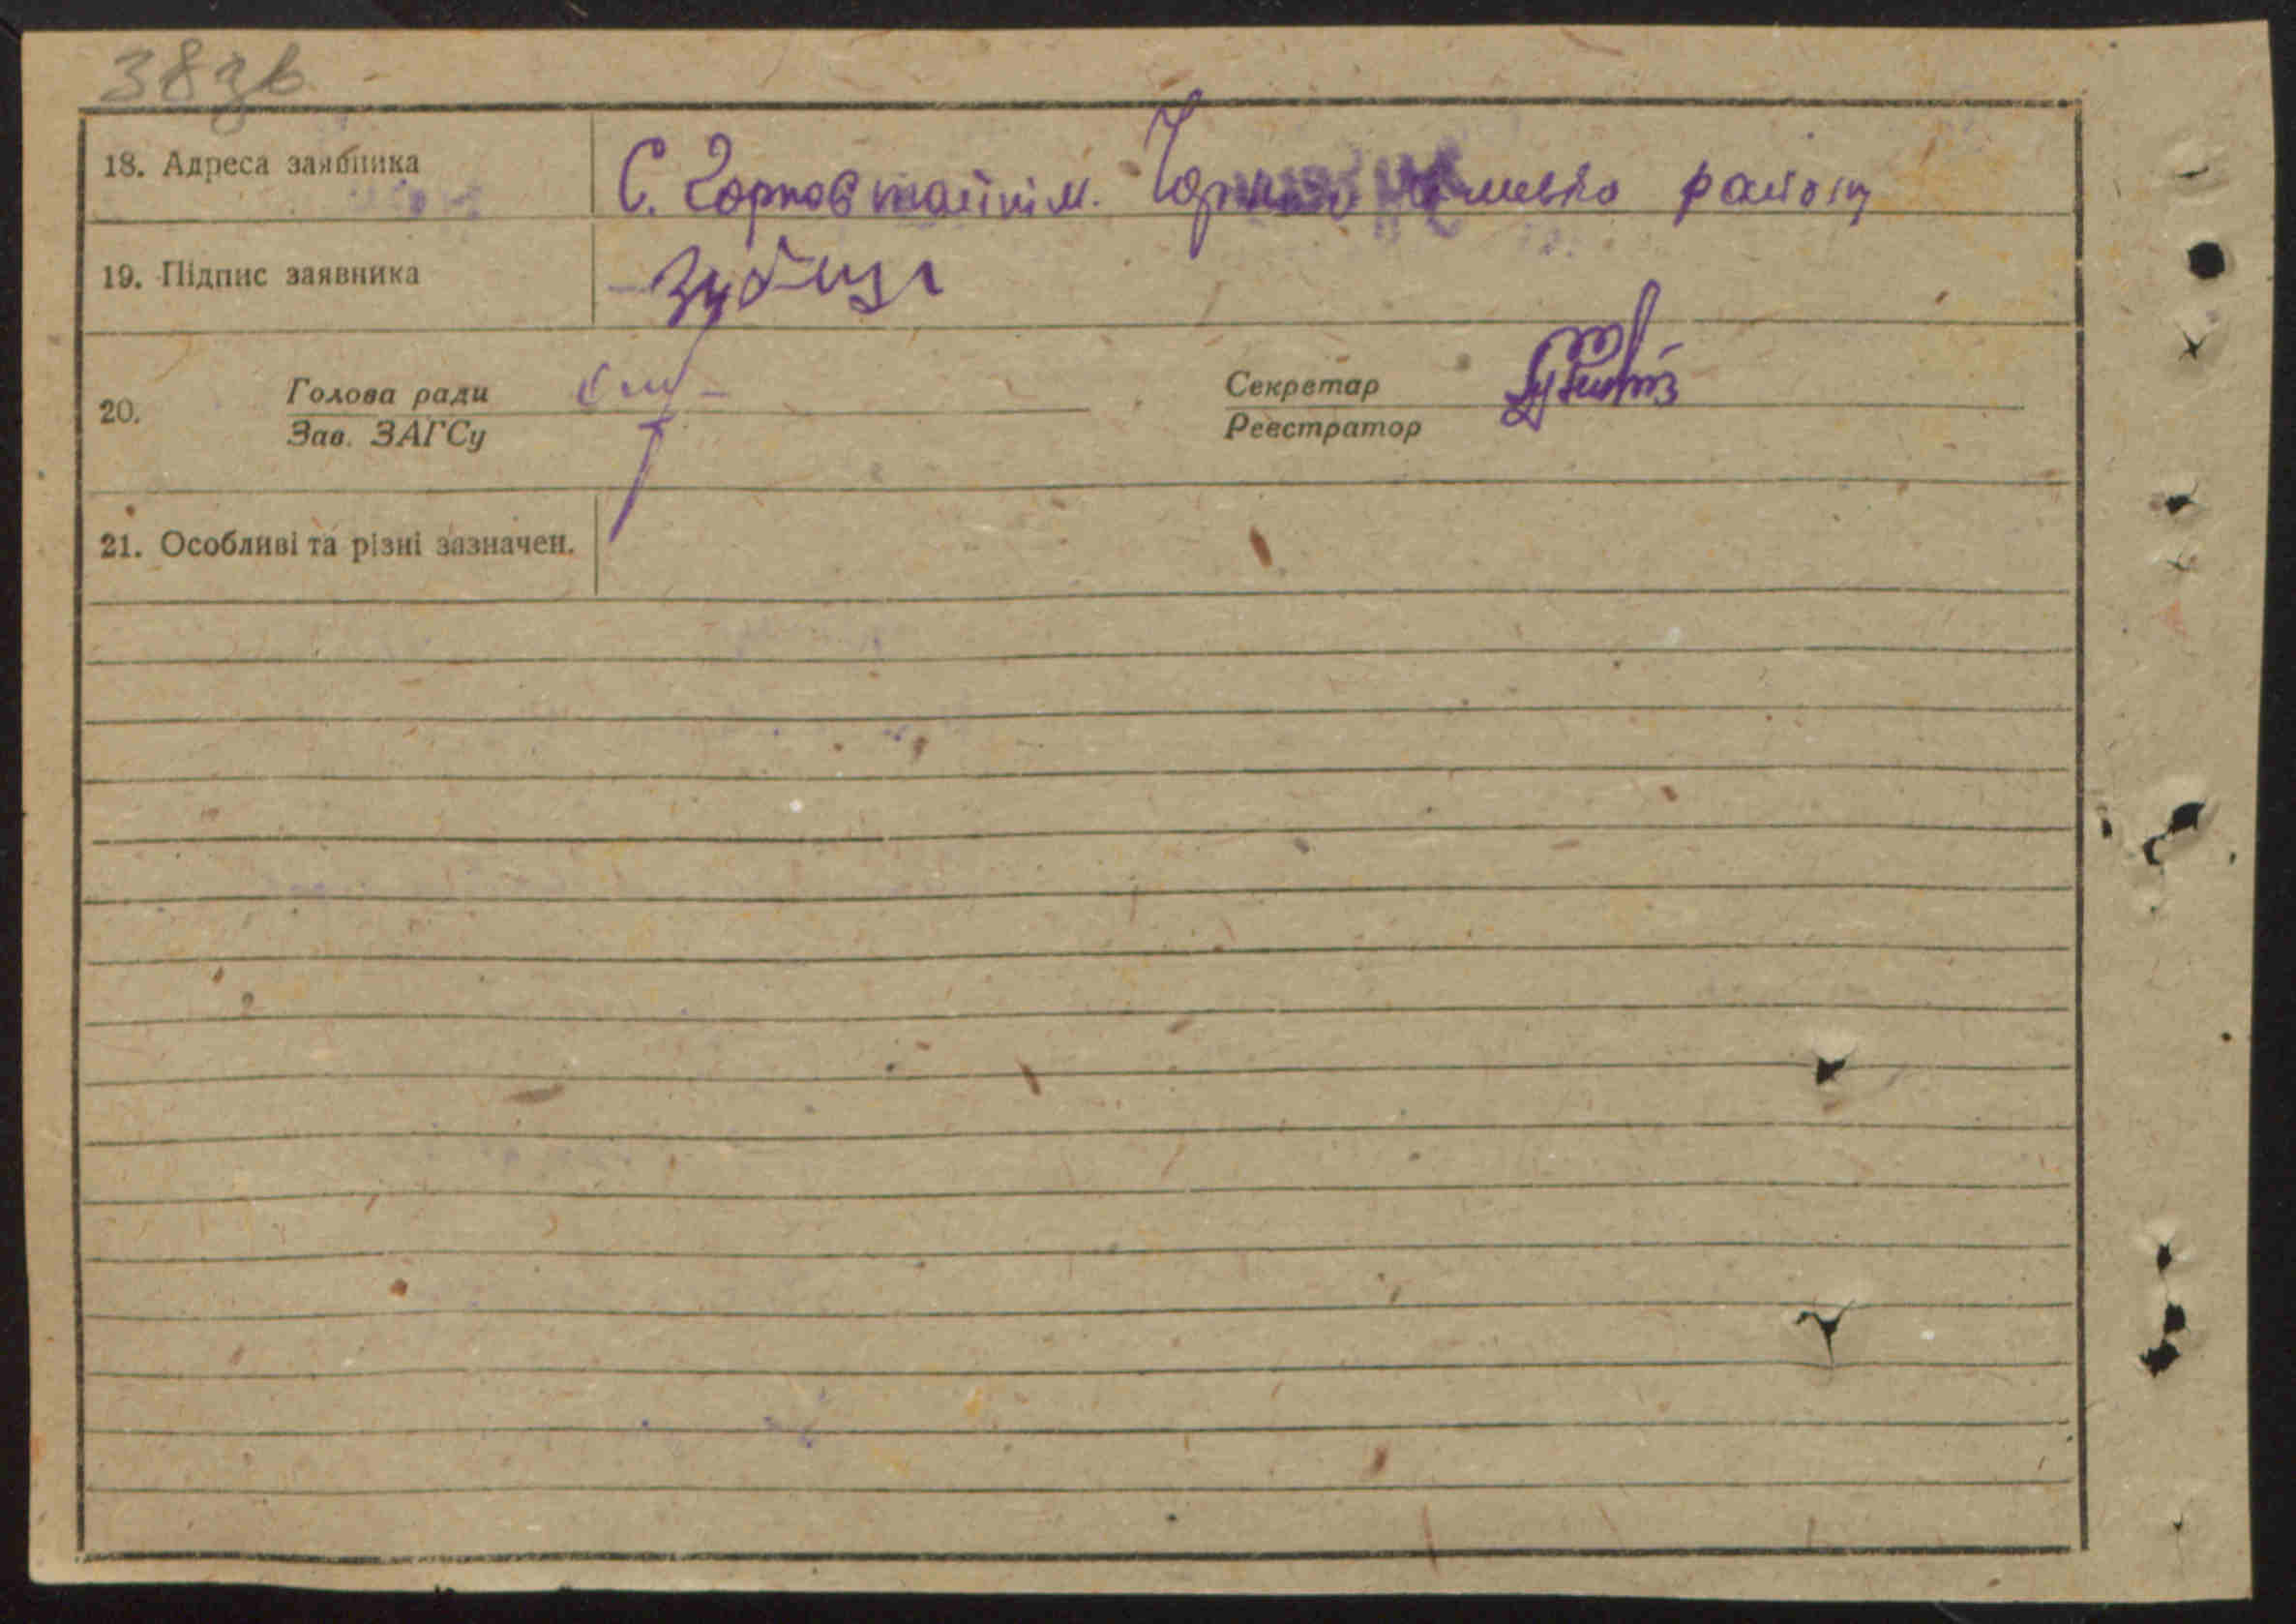 38зв
18. Адреса заявника С. Горностайпіль. району
19. Підпис заявника Зубец
20. Голова ради Секретар
Зав. ЗАГСу Реєстратор
21. Особливі та різні зазначен.